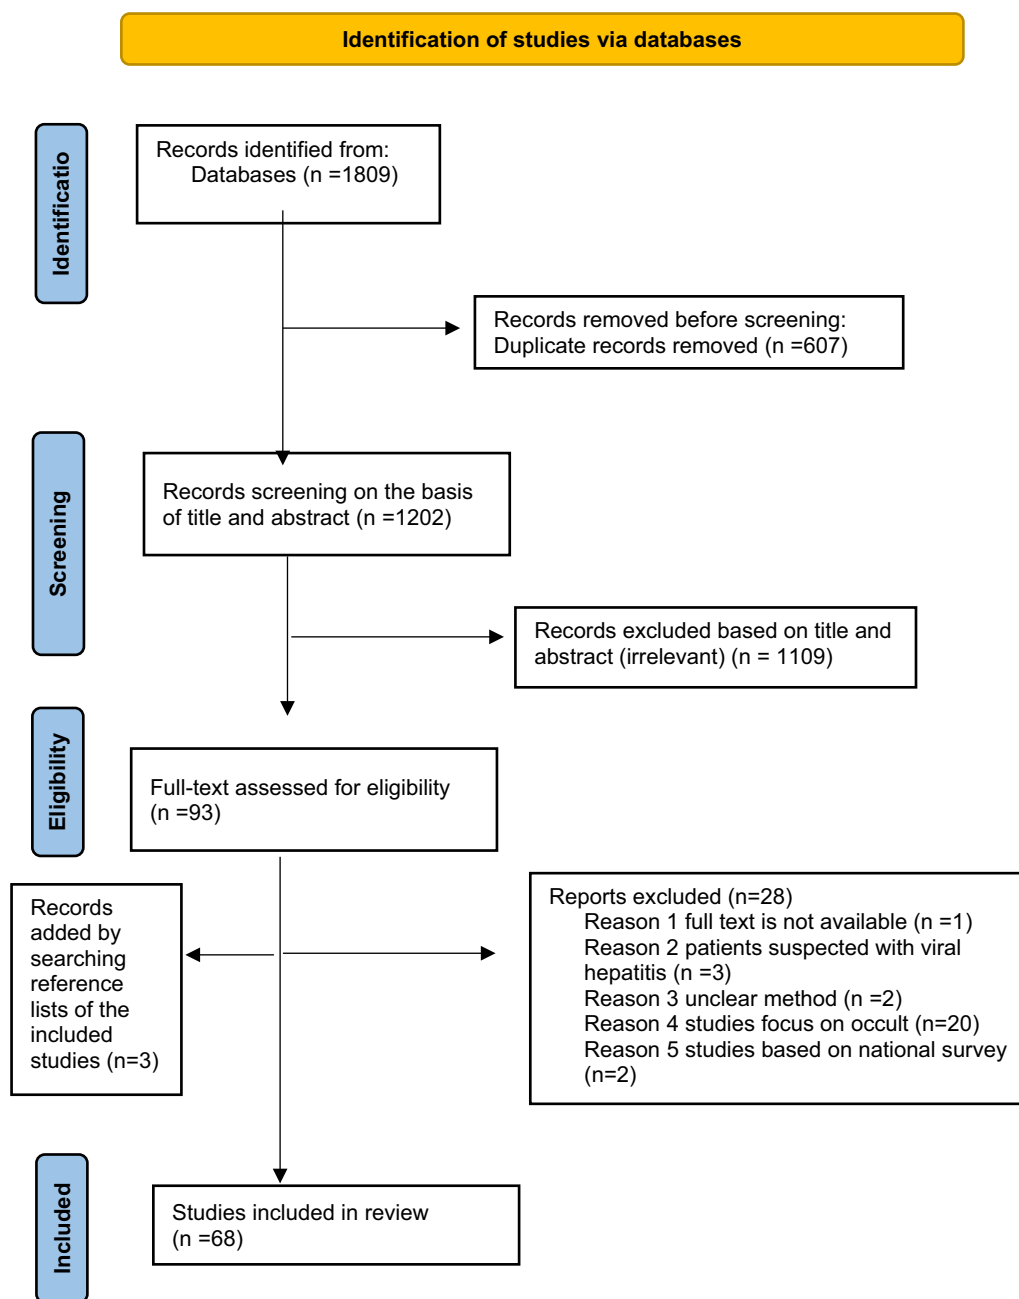 Identification of studies via databases
Identificatio
Records identified from:
Databases (n =1809)
Records removed before screening:
Duplicate records removed (n =607)
Screening
Records screening on the basis
of title and abstract (n =1202)
Records excluded based on title and
abstract (irrelevant) (n = 1109)
Eligibility
Full-text assessed for eligibility
(n =93)
Records
added by
searching
reference
lists of the
included
studies (n=3)
Reports excluded (n=28)
Reason 1 full text is not available (n =1)
Reason 2 patients suspected with viral
hepatitis (n =3)
Reason 3 unclear method (n =2)
Reason 4 studies focus on occult (n=20)
Reason 5 studies based on national survey
(n=2)
Included
Studies included in review
(n =68)